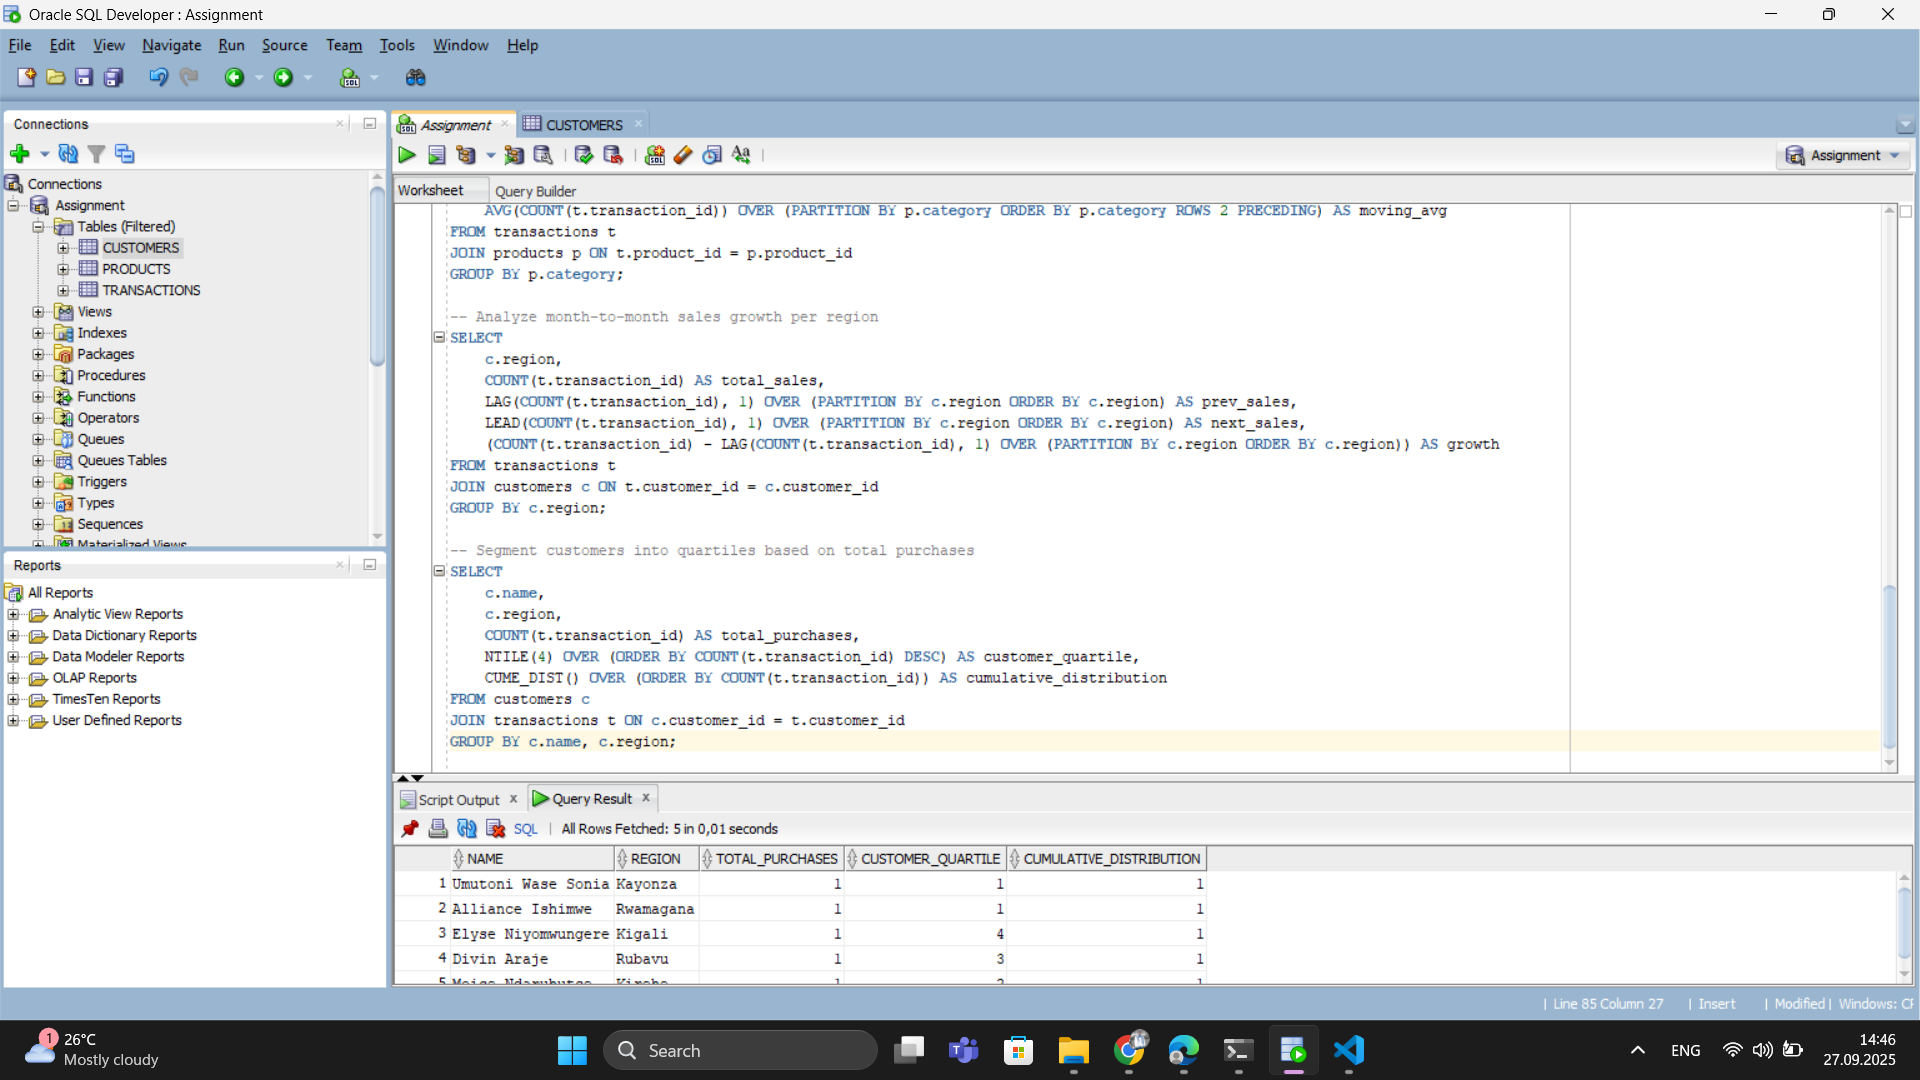 Oracle SQL Developer : Assignment
File Edit View Navigate Run Source Team Tools Window Help
Connections
Connections
Assignment
Tables (Filtered)
CUSTOMERS
PRODUCTS
TRANSACTIONS
Views
Indexes
Packages
Procedures
Functions
Operators
Queues
Queues Tables
Triggers
Types
Sequences
Materialized Views
Reports
All Reports
Analytic View Reports
Data Dictionary Reports
Data Modeler Reports
OLAP Reports
TimesTen Reports
User Defined Reports
Assignment CUSTOMERS
Assignment
Worksheet Query Builder
AVG(COUNT(t.transaction_id)) OVER (PARTITION BY p.category ORDER BY p.category ROWS 2 PRECEDING) AS moving_avg
FROM transactions t
JOIN products p ON t.product_id = p.product_id
GROUP BY p.category;
-- Analyze month-to-month sales growth per region
SELECT
c.region,
COUNT(t.transaction_id) AS total_sales,
LAG(COUNT(t.transaction_id), 1) OVER (PARTITION BY c.region ORDER BY c.region) AS prev_sales,
LEAD(COUNT(t.transaction_id), 1) OVER (PARTITION BY c.region ORDER BY c.region) AS next_sales,
(COUNT(t.transaction_id) - LAG(COUNT(t.transaction_id), 1) OVER (PARTITION BY c.region ORDER BY c.region)) AS growth
FROM transactions t
JOIN customers c ON t.customer_id = c.customer_id
GROUP BY c.region;
-- Segment customers into quartiles based on total purchases
SELECT
c.name,
c.region,
COUNT(t.transaction_id) AS total_purchases,
NTILE(4) OVER (ORDER BY COUNT(t.transaction_id) DESC) AS customer_quartile,
CUME_DIST() OVER (ORDER BY COUNT(t.transaction_id)) AS cumulative_distribution
FROM customers c
JOIN transactions t ON c.customer_id = t.customer_id
GROUP BY c.name, c.region;
Script Output Query Result
SQL All Rows Fetched: 5 in 0,01 seconds
NAME REGION TOTAL_PURCHASES CUSTOMER_QUARTILE CUMULATIVE_DISTRIBUTION
1 Umutoni Wase Sonia Kayonza 1 1 1
2 Alliance Ishimwe Rwamagana 1 1 1
3 Elyse Niyomwungere Kigali 1 4 1
4 Divin Araje Rubavu 1 3 1
5 1 2 1
Line 85 Column 27 Insert Modified Windows: CR
1
26°C
Mostly cloudy
Search
ENG
14:46
27.09.2025